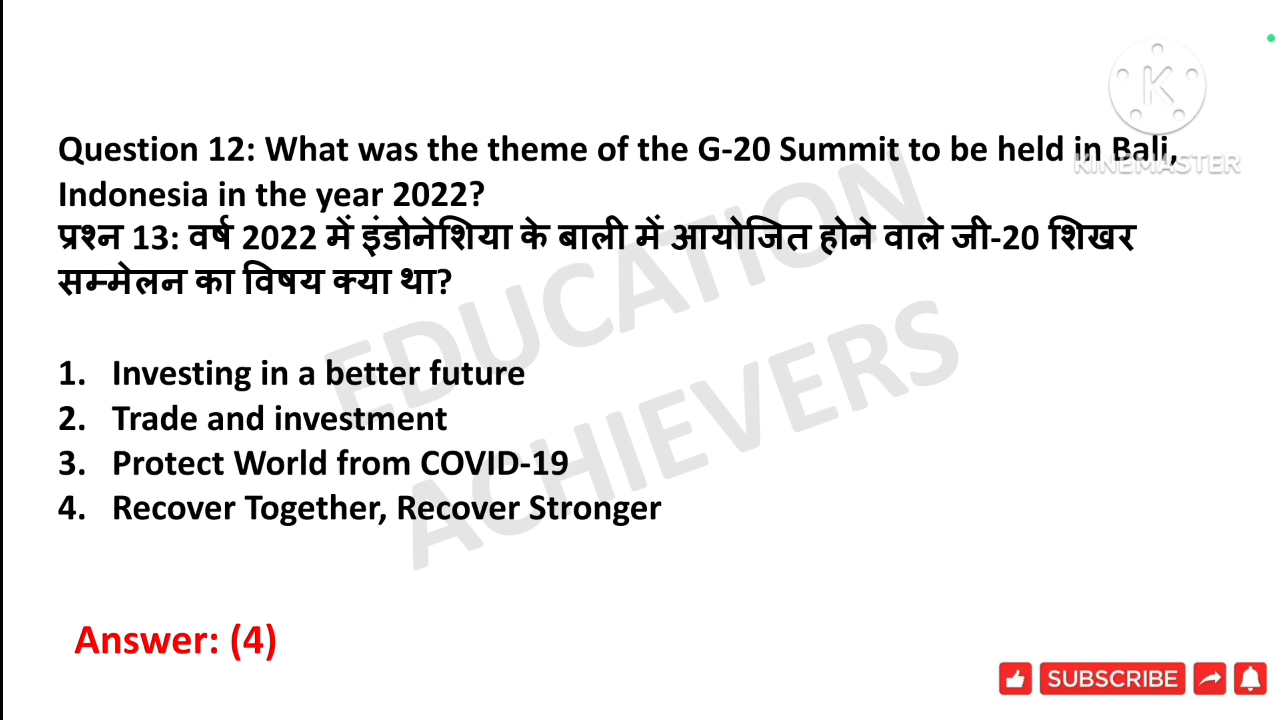 KINEMASTER
Question 12: What was the theme of the G-20 Summit to be held in Bali,
Indonesia in the year 2022?
प्रश्न 13: वर्ष 2022 में इंडोनेशिया के बाली में आयोजित होने वाले जी-20 शिखर
सम्मेलन का विषय क्या था?
EDUCATION
ACHIEVERS
1. Investing in a better future
2. Trade and investment
3. Protect World from COVID-19
4. Recover Together, Recover Stronger
Answer: (4)
SUBSCRIBE